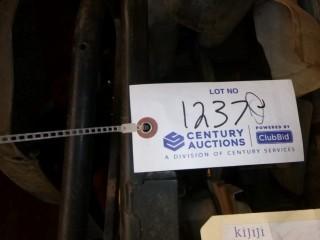 LOT NO
1237
CENTURY AUCTIONS
POWERED BY
ClubBid
A DIVISION OF CENTURY SERVICES
kijiji